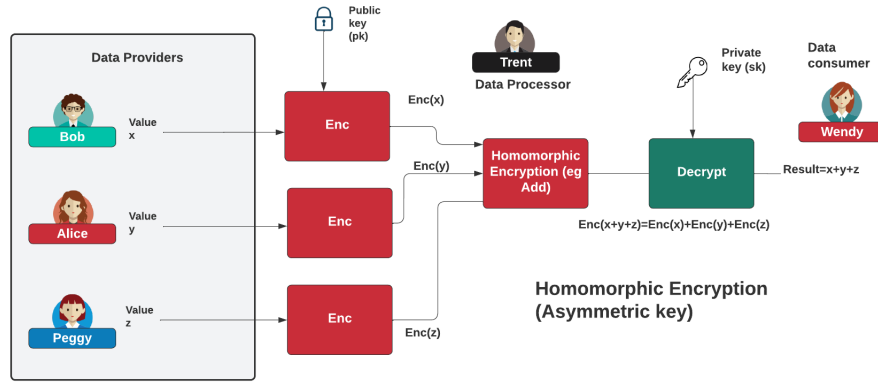 Public
key
(pk)
Data Providers
Bob
Value
x
Enc
Enc(x)
Trent
Data Processor
Private
key (sk)
Data
consumer
Wendy
Alice
Value
y
Enc
Enc(y)
Homomorphic
Encryption (eg
Add)
Decrypt
Result=x+y+z
Enc(x+y+z)=Enc(x)+Enc(y)+Enc(z)
Peggy
Value
z
Enc
Enc(z)
Homomorphic Encryption
(Asymmetric key)